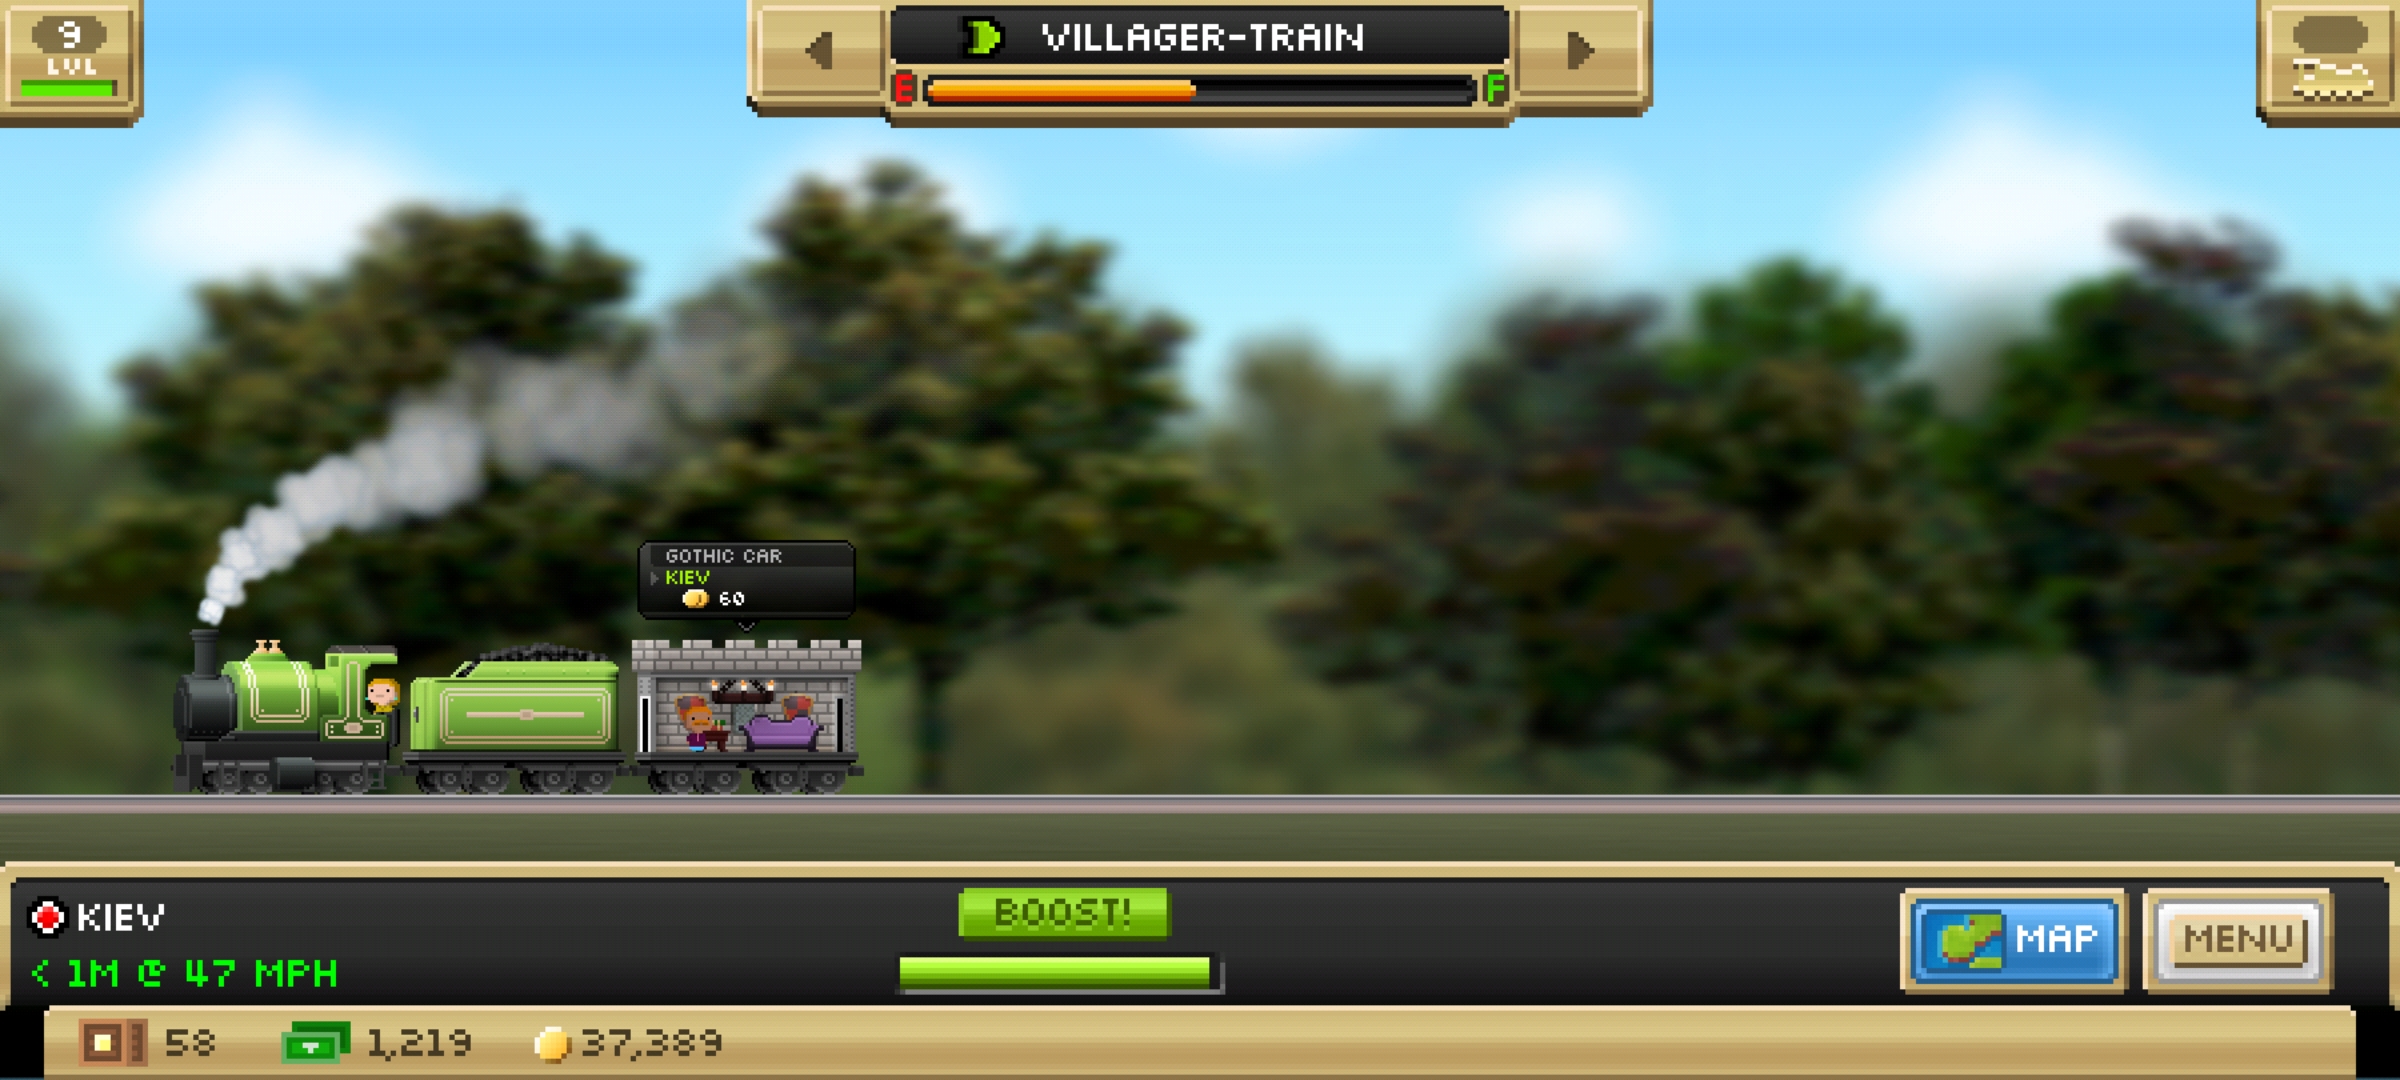 9
LVL
VILLAGER-TRAIN
E F
GOTHIC CAR
KIEV
60
KIEV
< 1M @ 47 MPH
BOOST!
MAP
MENU
58
1,219
37,389